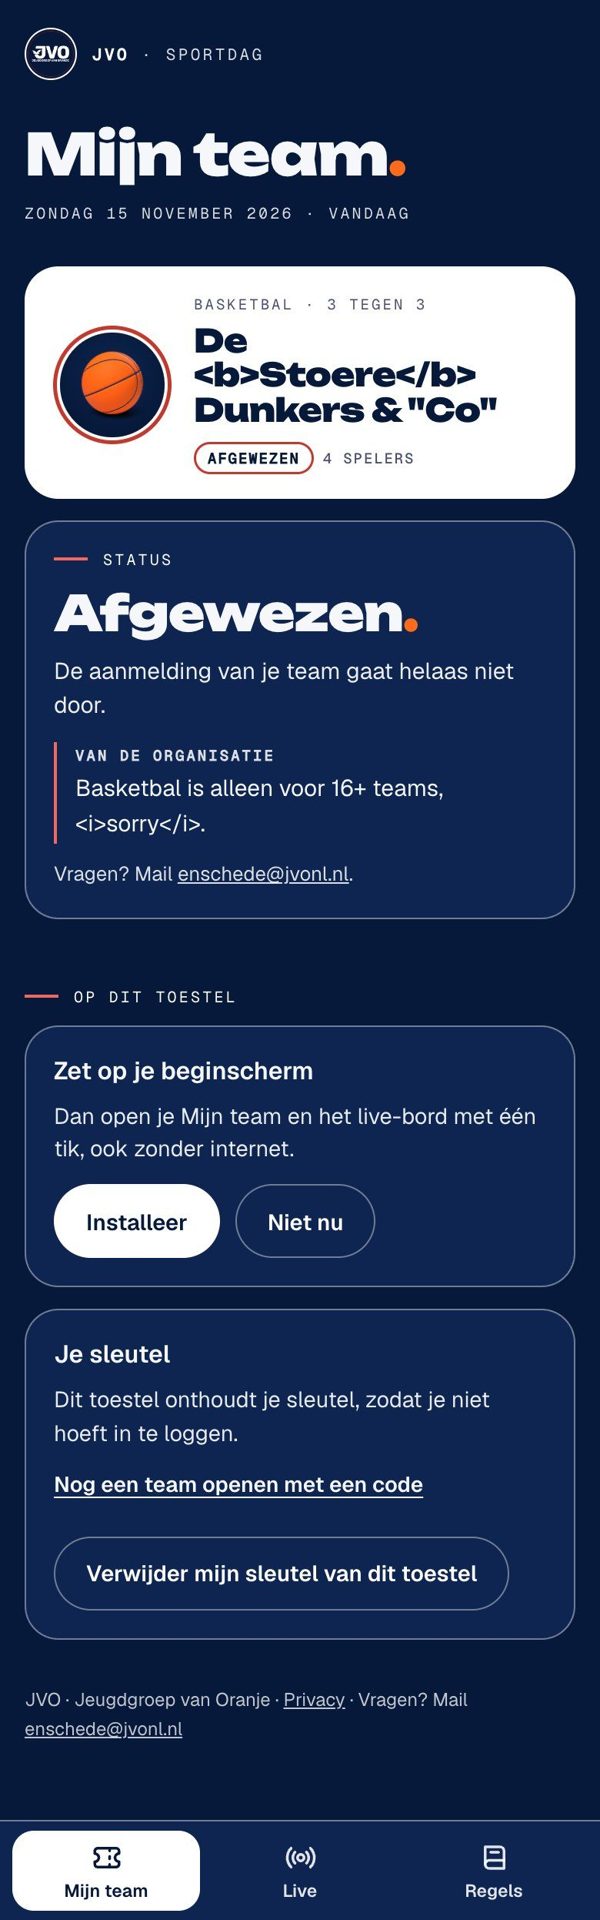 JVO
JVO · SPORTDAG
Mijn team.
ZONDAG 15 NOVEMBER 2026 · VANDAAG
BASKETBAL · 3 TEGEN 3
De
<b>Stoere</b>
Dunkers & "Co"
AFGEWEZEN 4 SPELERS
STATUS
Afgewezen.
De aanmelding van je team gaat helaas niet
door.
VAN DE ORGANISATIE
Basketbal is alleen voor 16+ teams,
<i>sorry</i>.
Vragen? Mail enschede@jvonl.nl.
OP DIT TOESTEL
Zet op je beginscherm
Dan open je Mijn team en het live-bord met één
tik, ook zonder internet.
Installeer Niet nu
Je sleutel
Dit toestel onthoudt je sleutel, zodat je niet
hoeft in te loggen.
Nog een team openen met een code
Verwijder mijn sleutel van dit toestel
JVO · Jeugdgroep van Oranje · Privacy · Vragen? Mail
enschede@jvonl.nl
Mijn team Live Regels